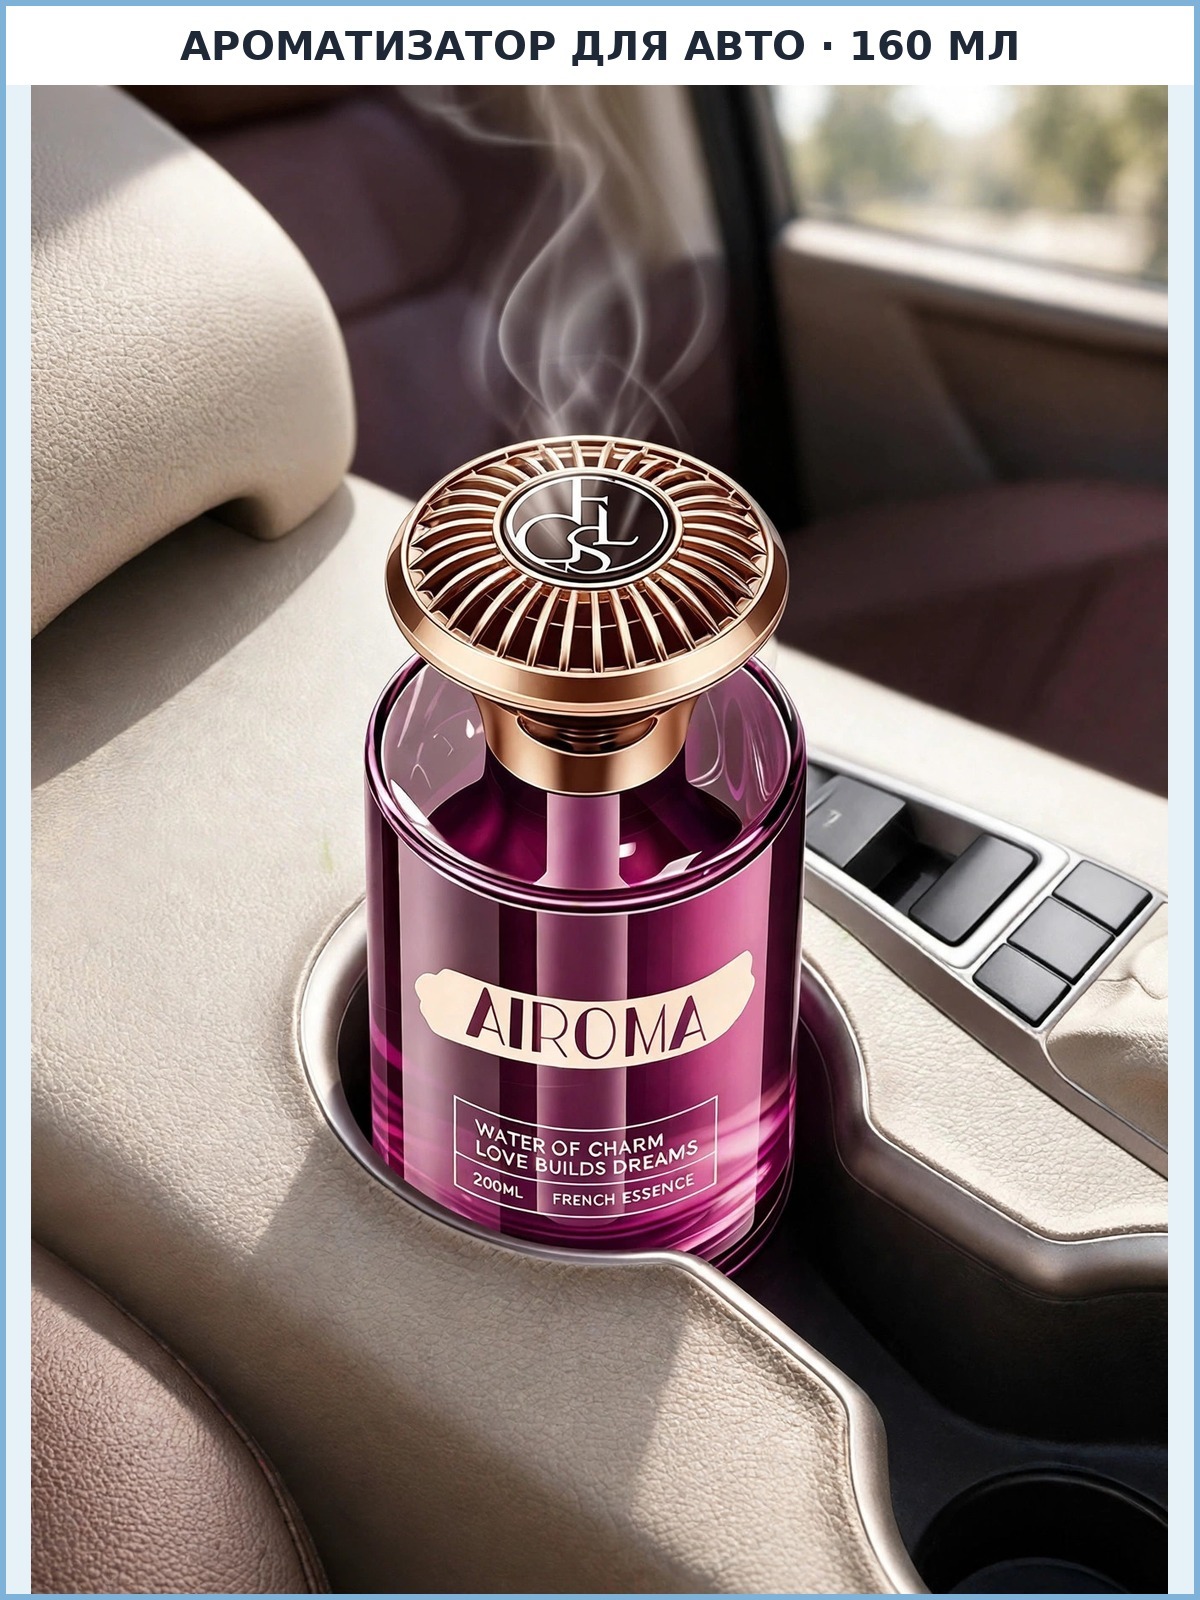 АРОМАТИЗАТОР ДЛЯ АВТО · 160 МЛ
AIROMA
WATER OF CHARM
LOVE BUILDS DREAMS
200ML FRENCH ESSENCE